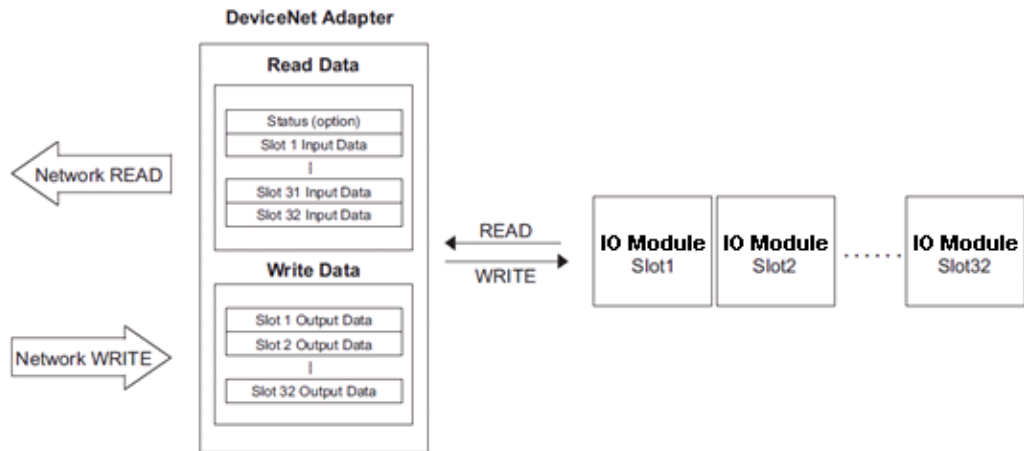 DeviceNet Adapter
Read Data
Status (option)
Slot 1 Input Data
Slot 31 Input Data
Slot 32 Input Data
Network READ
READ
WRITE
IO Module
Slot1
IO Module
Slot2
......
IO Module
Slot32
Write Data
Slot 1 Output Data
Slot 2 Output Data
Slot 32 Output Data
Network WRITE